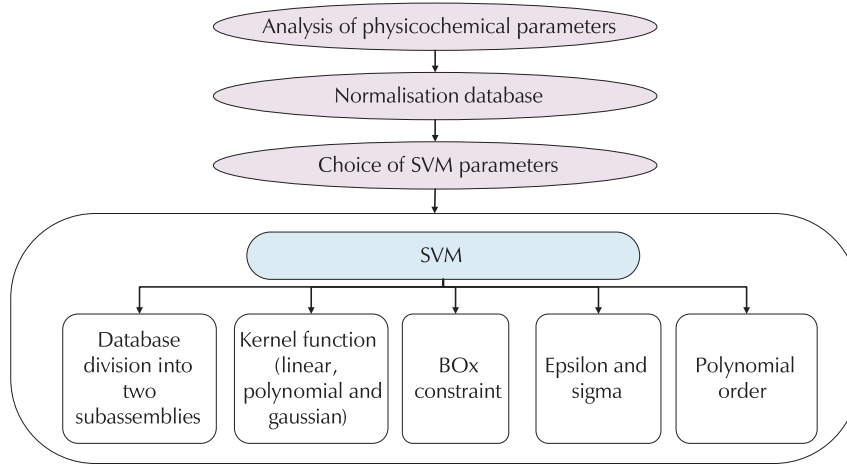 Analysis of physicochemical parameters
Normalisation database
Choice of SVM parameters
SVM
Database
division into
two
subassemblies
Kernel function
(linear,
polynomial and
gaussian)
BOx
constraint
Epsilon and
sigma
Polynomial
order